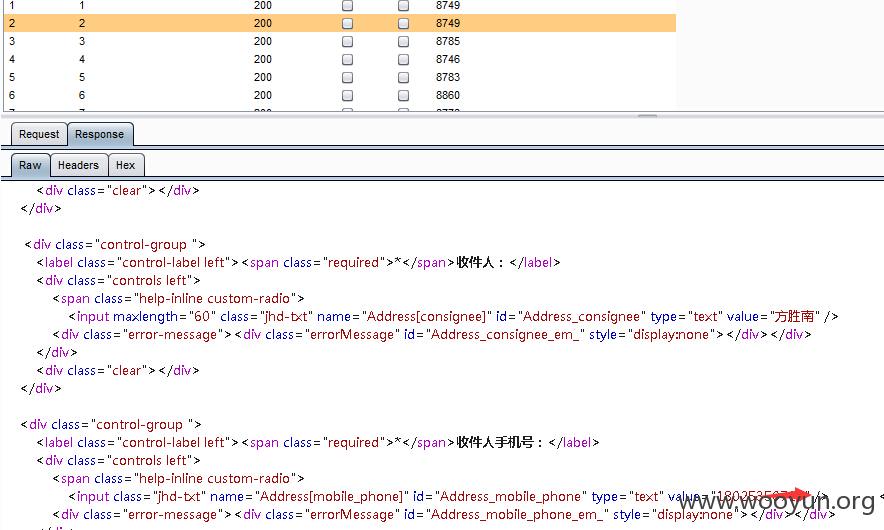 1 1 200 8749
2 2 200 8749
3 3 200 8785
4 4 200 8746
5 5 200 8783
6 6 200 8860
Request Response
Raw Headers Hex
<div class="clear"></div>
</div>
<div class="control-group ">
<label class="control-label left"><span class="required">*</span>收件人：</label>
<div class="controls left">
<span class="help-inline custom-radio">
<input maxlength="60" class="jhd-txt" name="Address[consignee]" id="Address_consignee" type="text" value="方胜南" />
<div class="error-message"><div class="errorMessage" id="Address_consignee_em_" style="display:none"></div></div>
</div>
<div class="clear"></div>
</div>
<div class="control-group ">
<label class="control-label left"><span class="required">*</span>收件人手机号：</label>
<div class="controls left">
<span class="help-inline custom-radio">
<input class="jhd-txt" name="Address[mobile_phone]" id="Address_mobile_phone" type="text" value=" />
<div class="error-message"><div class="errorMessage" id="Address_mobile_phone_em_" style="display:none"></div></div>
www.wooyun.org